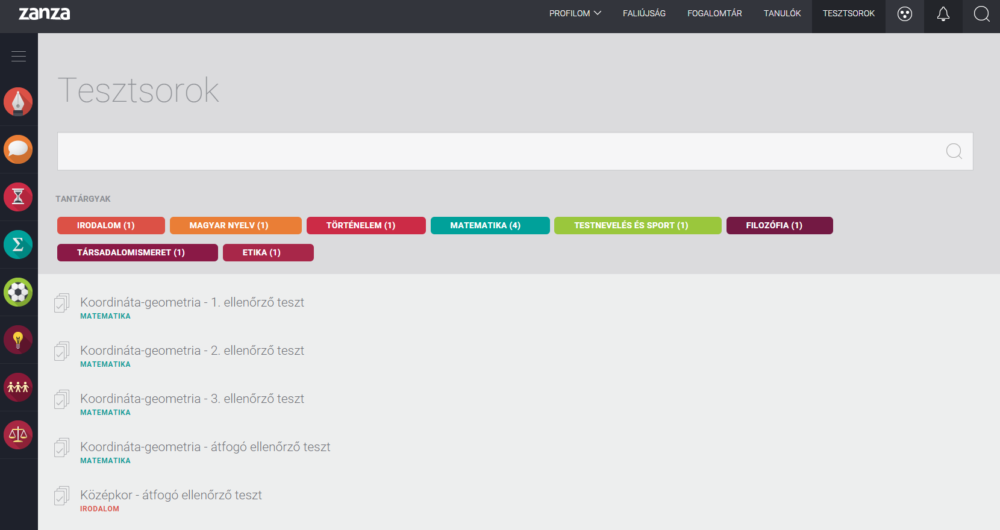 zanza
PROFILOM
FALIÚJSÁG
FOGALOMTÁR
TANULÓK
TESZTSOROK
Tesztsorok
TANTÁRGYAK
IRODALOM (1)
MAGYAR NYELV (1)
TÖRTÉNELEM (1)
MATEMATIKA (4)
TESTNEVELÉS ÉS SPORT (1)
FILOZÓFIA (1)
TÁRSADALOMISMERET (1)
ETIKA (1)
Σ
Koordináta-geometria - 1. ellenőrző teszt
MATEMATIKA
Koordináta-geometria - 2. ellenőrző teszt
MATEMATIKA
Koordináta-geometria - 3. ellenőrző teszt
MATEMATIKA
Koordináta-geometria - átfogó ellenőrző teszt
MATEMATIKA
Középkor - átfogó ellenőrző teszt
IRODALOM